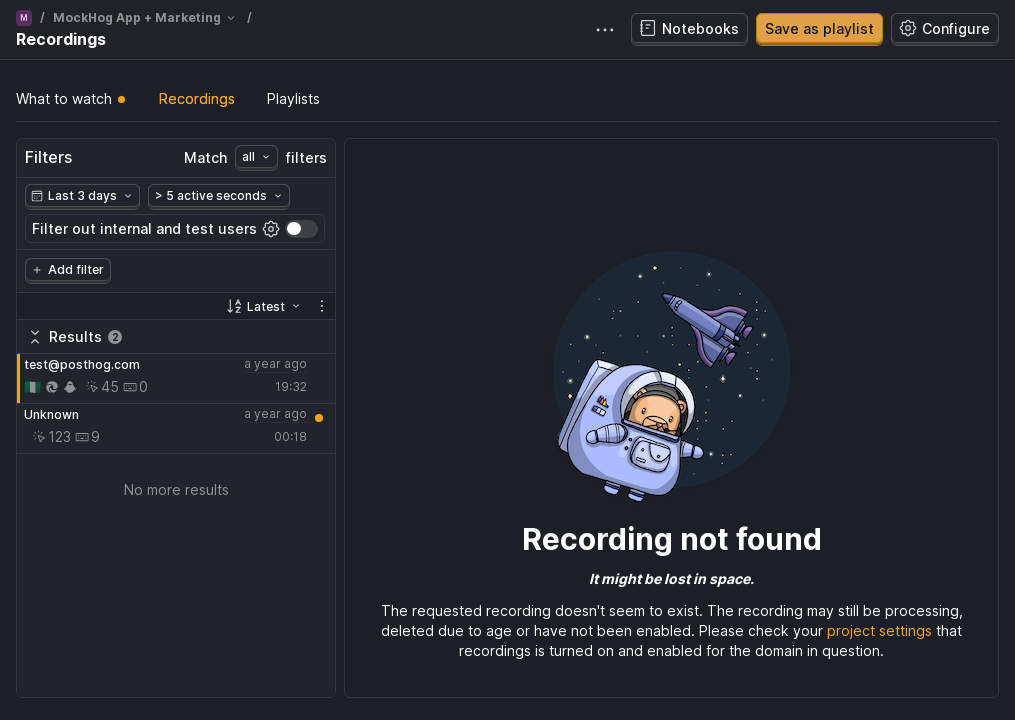 M / MockHog App + Marketing /
Recordings
Notebooks
Save as playlist
Configure
What to watch
Recordings
Playlists
Filters
Match all filters
Last 3 days
> 5 active seconds
Filter out internal and test users
+ Add filter
Latest
Results 2
test@posthog.com a year ago
45 0 19:32
Unknown a year ago
123 9 00:18
No more results
Recording not found
It might be lost in space.
The requested recording doesn't seem to exist. The recording may still be processing,
deleted due to age or have not been enabled. Please check your project settings that
recordings is turned on and enabled for the domain in question.